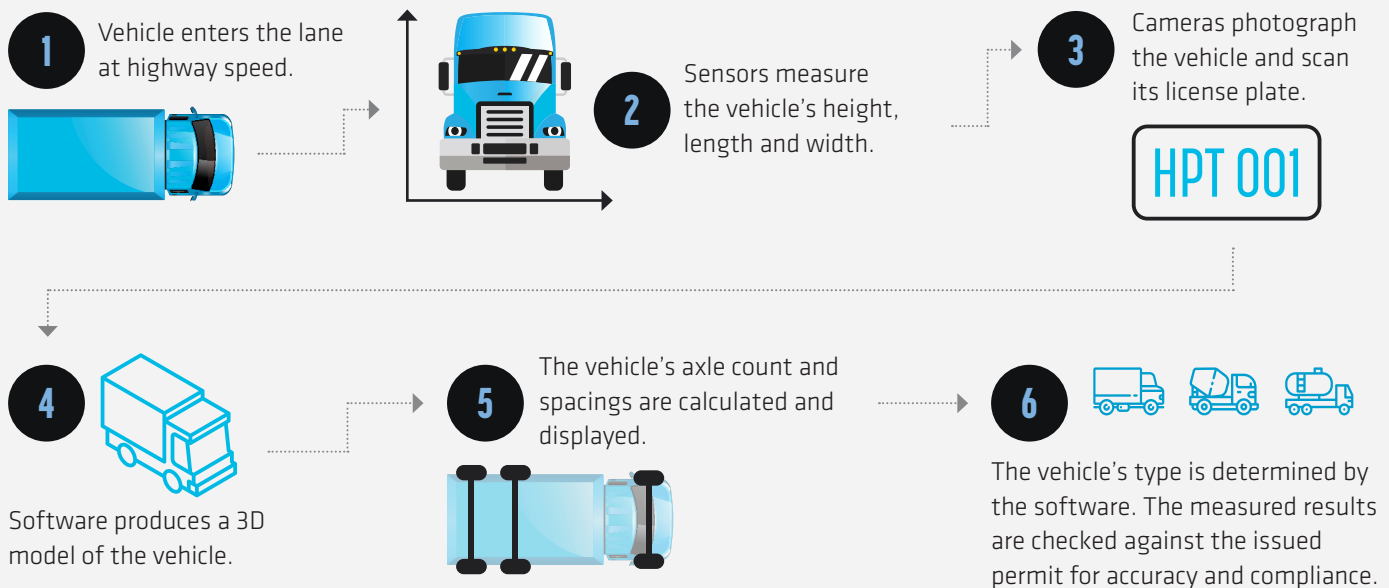 1
Vehicle enters the lane
at highway speed.
2
Sensors measure
the vehicle's height,
length and width.
3
Cameras photograph
the vehicle and scan
its license plate.
HPT 001
4
Software produces a 3D
model of the vehicle.
5
The vehicle's axle count and
spacings are calculated and
displayed.
6
The vehicle's type is determined by
the software. The measured results
are checked against the issued
permit for accuracy and compliance.